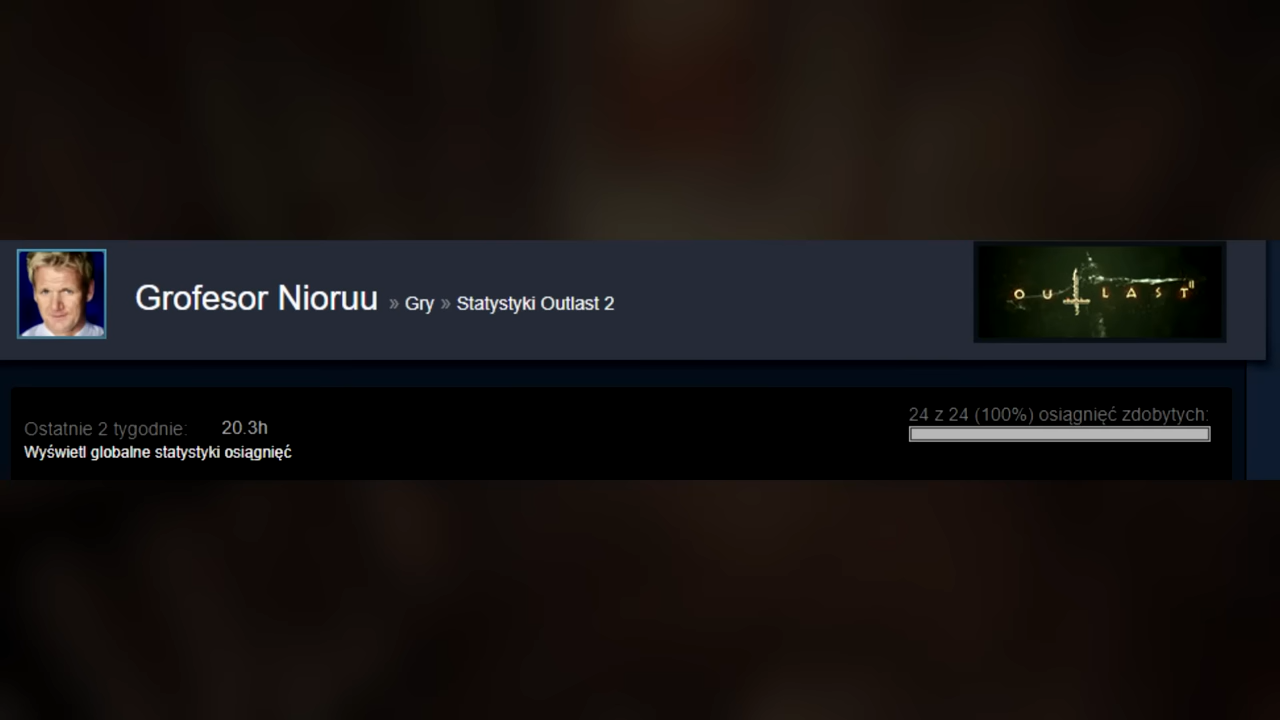 Grofesor Nioruu » Gry » Statystyki Outlast 2
OUTLAST II
Ostatnie 2 tygodnie: 20.3h
24 z 24 (100%) osiągnięć zdobytych:
Wyświetl globalne statystyki osiągnięć